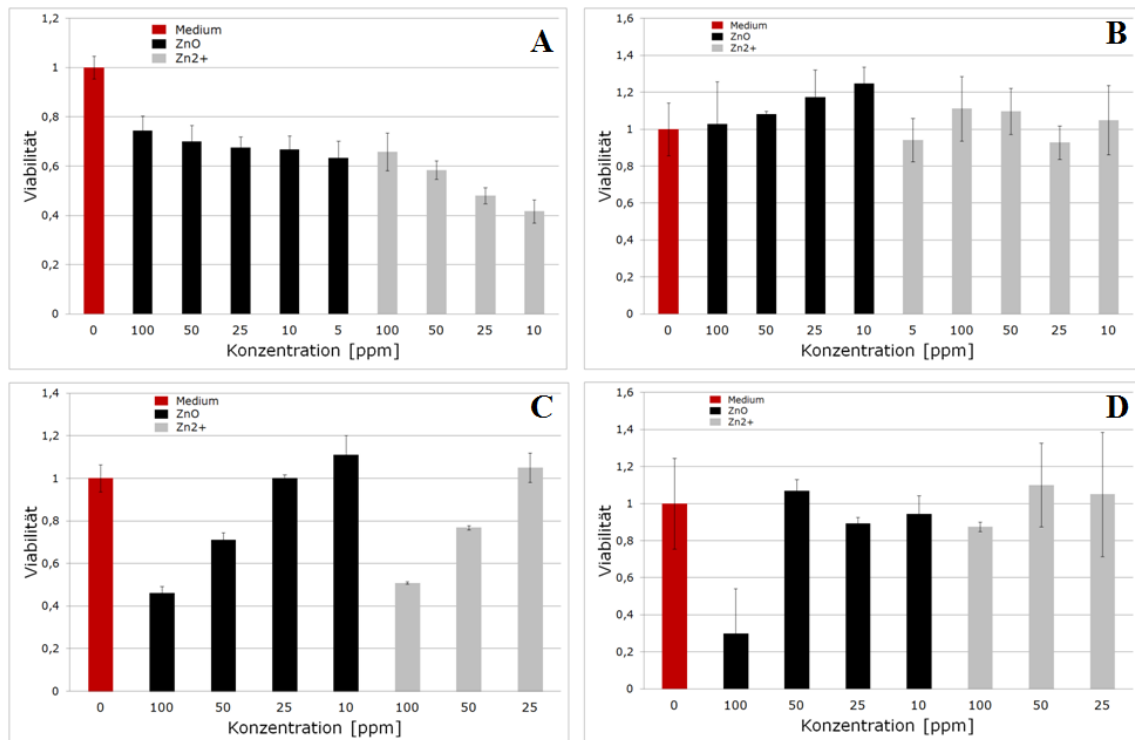 A
Medium
ZnO
Zn2+
1,2
1
0,8
0,6
0,4
0,2
0
Viabilität
0 100 50 25 10 5 100 50 25 10
Konzentration [ppm]
B
Medium
ZnO
Zn2+
1,6
1,4
1,2
1
0,8
0,6
0,4
0,2
0
Viabilität
0 100 50 25 10 5 100 50 25 10
Konzentration [ppm]
C
Medium
ZnO
Zn2+
1,4
1,2
1
0,8
0,6
0,4
0,2
0
Viabilität
0 100 50 25 10 100 50 25
Konzentration [ppm]
D
Medium
ZnO
Zn2+
1,6
1,4
1,2
1
0,8
0,6
0,4
0,2
0
Viabilität
0 100 50 25 10 100 50 25
Konzentration [ppm]